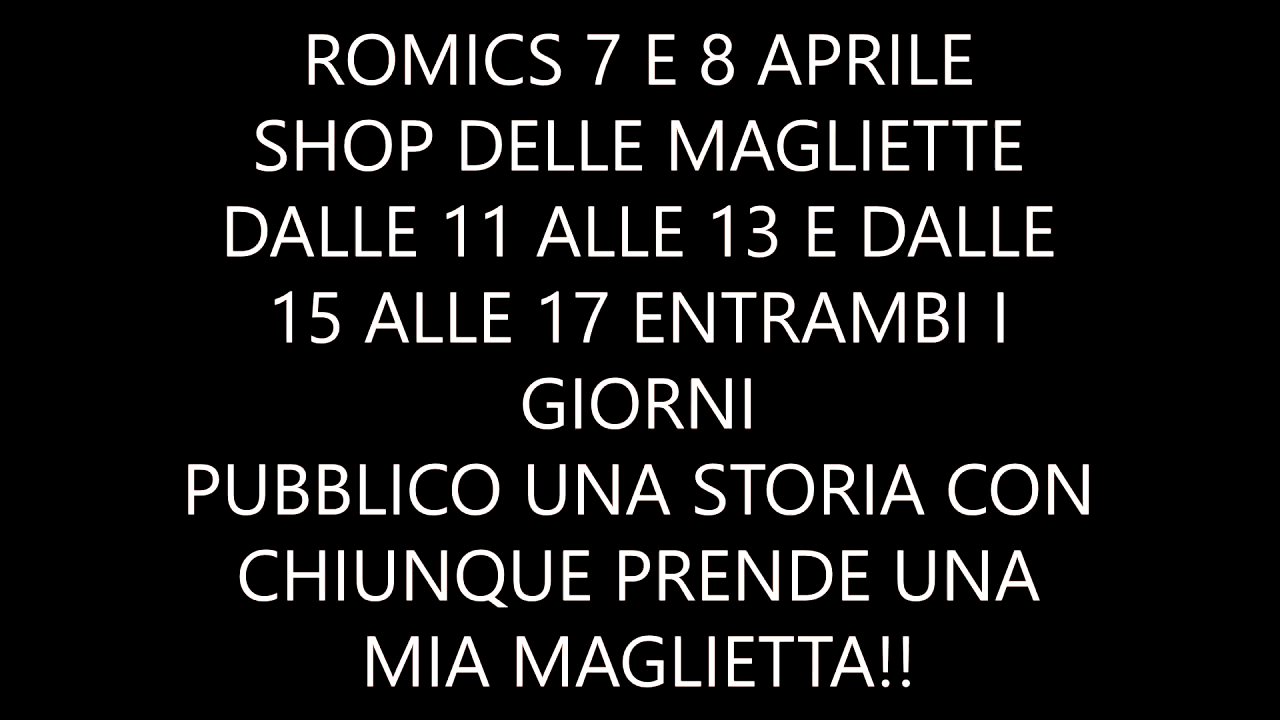 ROMICS 7 E 8 APRILE
SHOP DELLE MAGLIETTE
DALLE 11 ALLE 13 E DALLE
15 ALLE 17 ENTRAMBI I
GIORNI
PUBBLICO UNA STORIA CON
CHIUNQUE PRENDE UNA
MIA MAGLIETTA!!